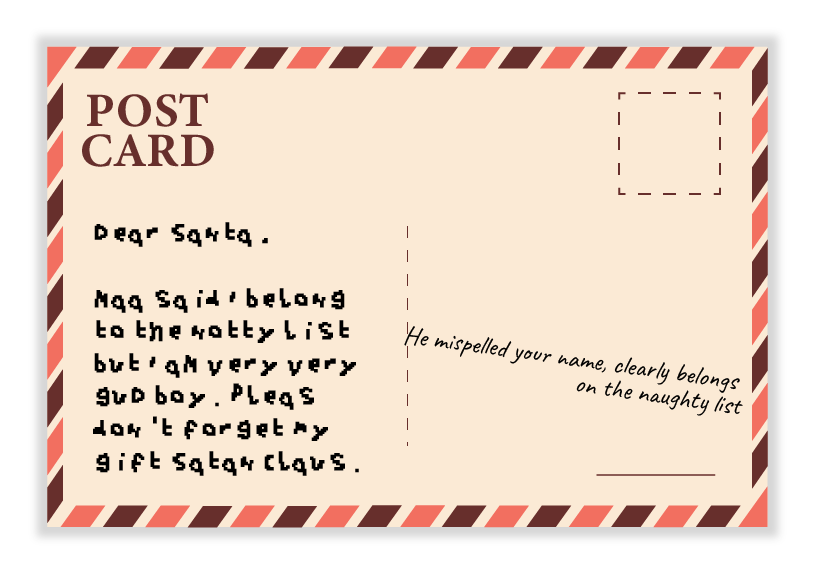 POST
CARD
Dear Santa.
Maa Said I belong
to the notty list
but I aM very very
guD boy. Pleas
don't forget my
gift Satan Claus.
He mispelled your name, clearly belongs
on the naughty list